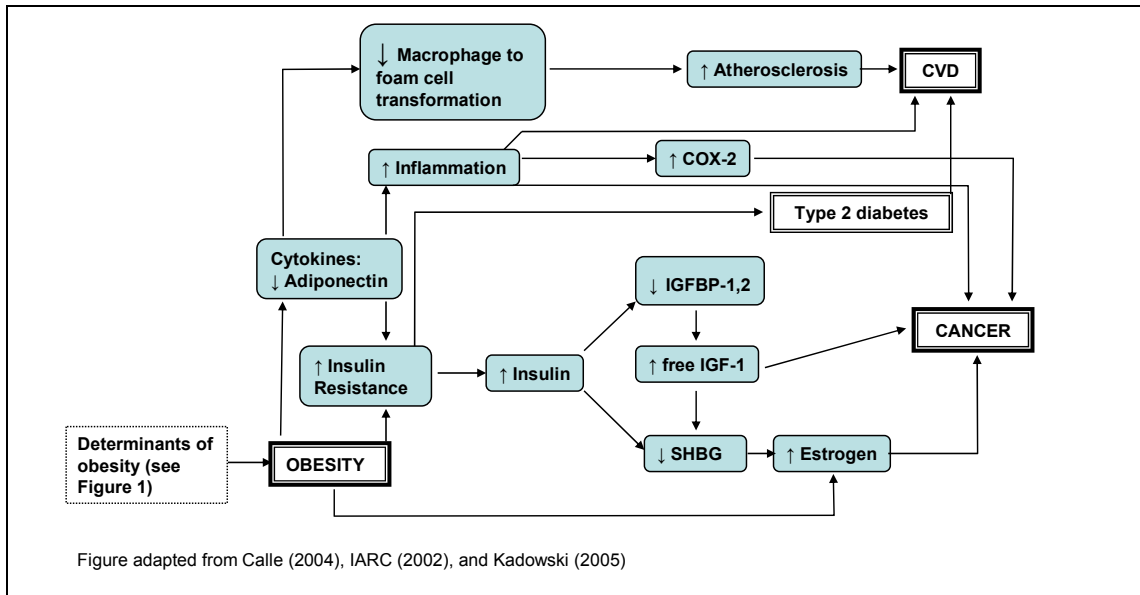 ↓ Macrophage to
foam cell
transformation
↑ Atherosclerosis
CVD
↑ Inflammation
↑ COX-2
Type 2 diabetes
Cytokines:
↓ Adiponectin
↓ IGFBP-1,2
CANCER
↑ Insulin
Resistance
↑ Insulin
↑ free IGF-1
Determinants of
obesity (see
Figure 1)
OBESITY
↓ SHBG
↑ Estrogen
Figure adapted from Calle (2004), IARC (2002), and Kadowski (2005)